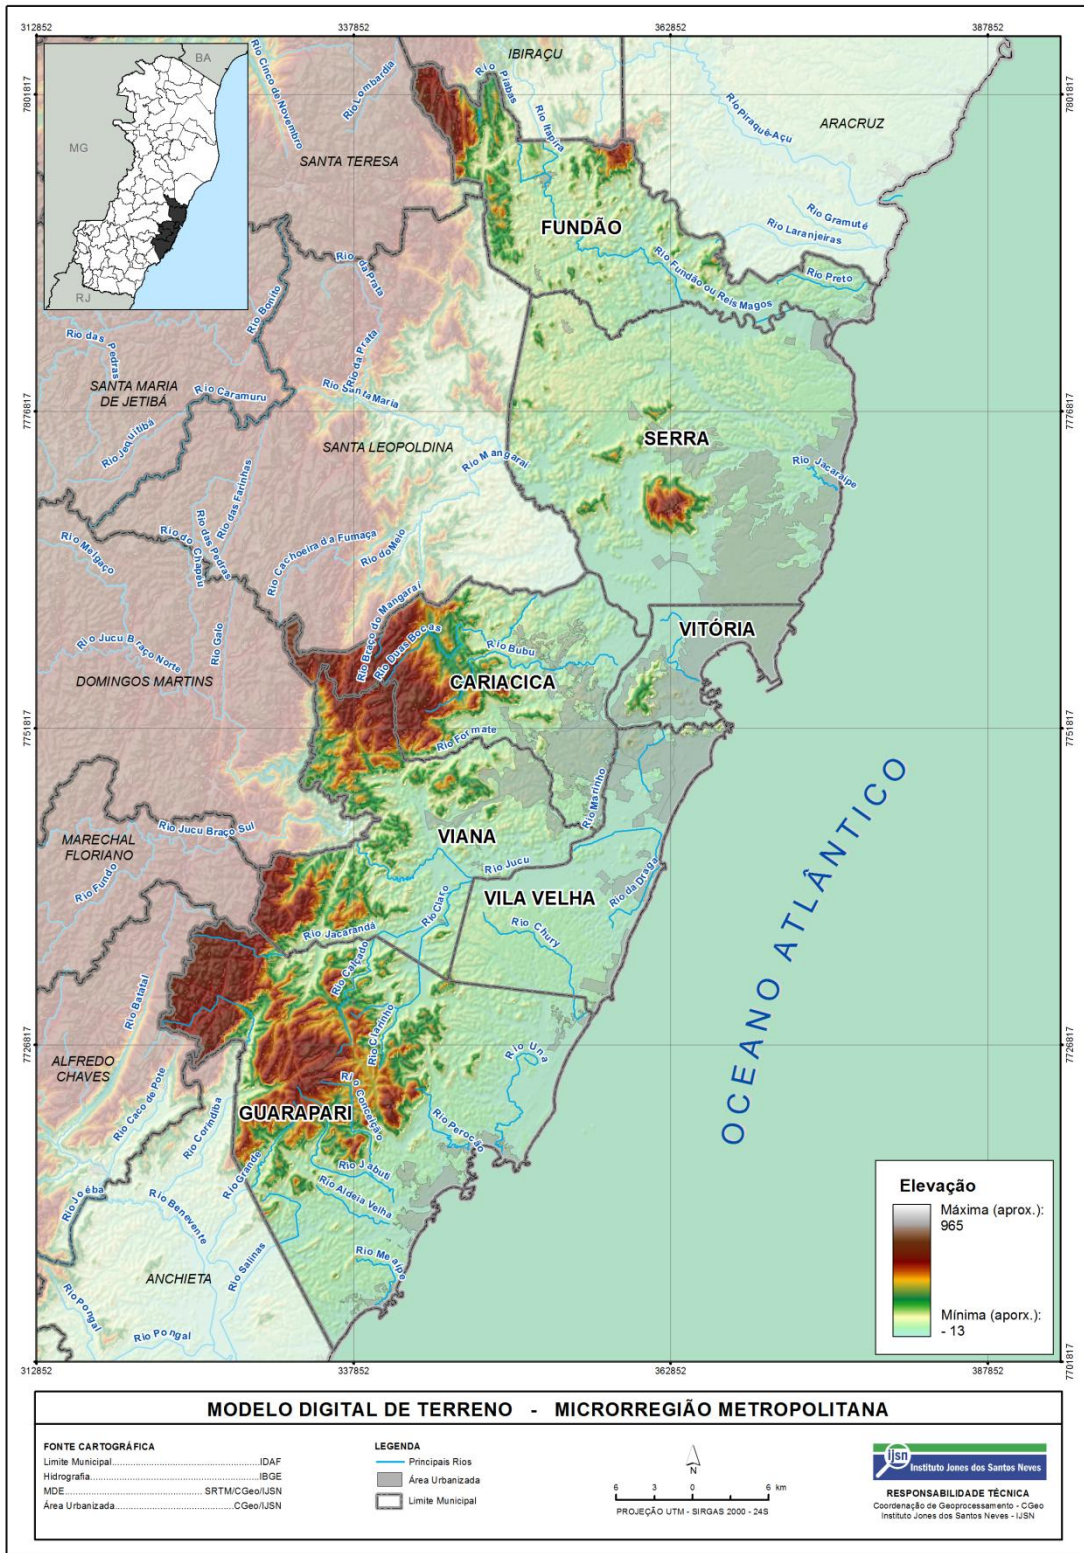 312852
337852
362852
387852
7801817
7776817
7751817
7726817
7701817
7801817
7776817
7751817
7726817
7701817
BA
MG
RJ
IBIRAÇU
ARACRUZ
SANTA TERESA
Rio Cinco de Novembro
Rio Lombardia
Rio Piabas
Rio Itapira
Rio Piraquê-Açu
Rio Gramuté
Rio Laranjeiras
FUNDÃO
Rio Fundão ou Reis Magos
Rio Preto
Rio da Prata
Rio Bonito
Rio das Pedras
Rio da Prata
SANTA MARIA
DE JETIBÁ
Rio Caramuru
Rio Santa Maria
Rio Jequitibá
SANTA LEOPOLDINA
SERRA
Rio Mangaraí
Rio Jacaraípe
Rio das Farinhas
Rio das Pedras
Rio do Chapéu
Rio Melgaço
Rio Cachoeira da Fumaça
Rio do Meio
Rio Braço do Mangaraí
Rio Duas Bocas
VITÓRIA
Rio Bubu
Rio Galo
Rio Jucu Braço Norte
DOMINGOS MARTINS
CARIACICA
Rio Formate
Rio Marinho
OCEANO ATLÂNTICO
Rio Jucu Braço Sul
MARECHAL
FLORIANO
Rio Fundo
VIANA
Rio Jucu
VILA VELHA
Rio da Draga
Rio Claro
Rio Chury
Rio Jacarandá
Rio Calçado
Rio Batatal
Rio Clarinho
Rio Una
ALFREDO
CHAVES
Rio Caco de Pote
Rio Corindiba
GUARAPARI
Rio Conceição
Rio Perocão
Rio Jabuti
Rio Grande
Rio Aldeia Velha
Rio Joéba
Rio Benevente
Rio Salinas
Rio Meaípe
ANCHIETA
Rio Pongal
Rio Pongal
Elevação
Máxima (aprox.):
965
Mínima (aporx.):
- 13
312852
337852
362852
387852
MODELO DIGITAL DE TERRENO - MICRORREGIÃO METROPOLITANA
FONTE CARTOGRÁFICA
Limite Municipal..................................................IDAF
Hidrografia..........................................................IBGE
MDE......................................... SRTM/CGeo/IJSN
Área Urbanizada..................................CGeo/IJSN
LEGENDA
Principais Rios
Área Urbanizada
Limite Municipal
N
6 3 0 6 km
PROJEÇÃO UTM - SIRGAS 2000 - 24S
ijsn Instituto Jones dos Santos Neves
RESPONSABILIDADE TÉCNICA
Coordenação de Geoprocessamento - CGeo
Instituto Jones dos Santos Neves - IJSN